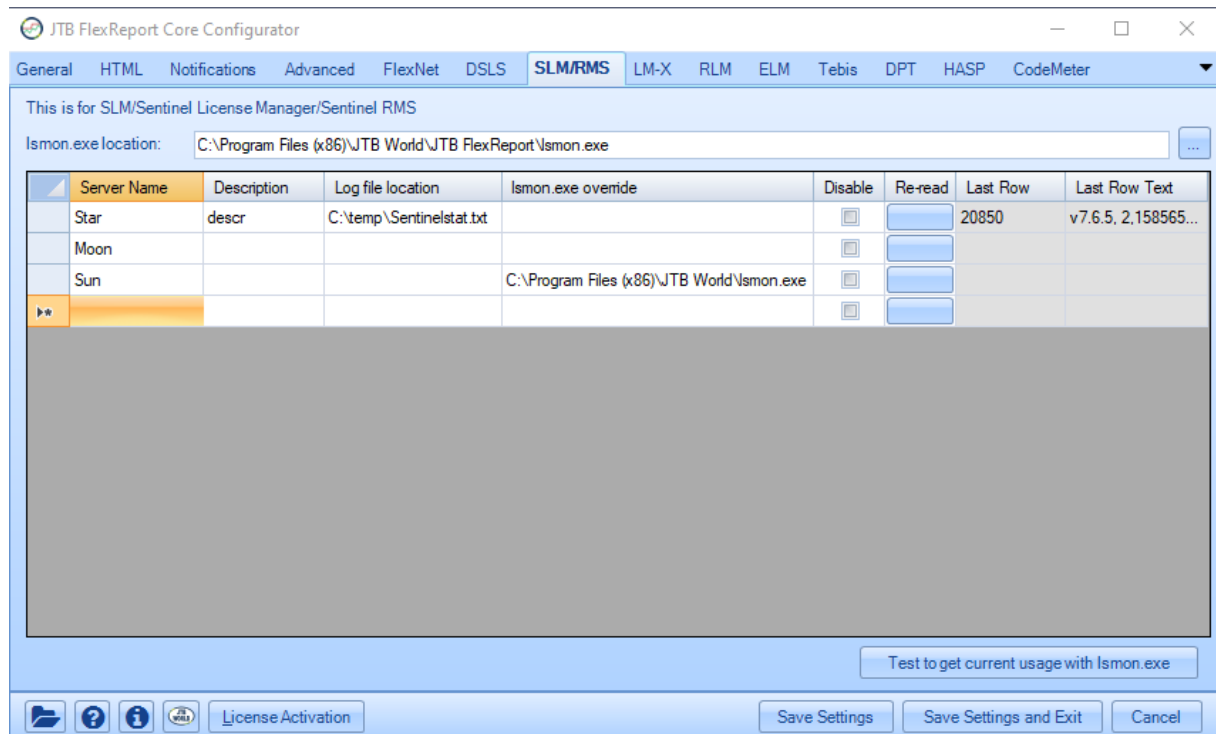 JTB FlexReport Core Configurator
General HTML Notifications Advanced FlexNet DSLS SLM/RMS LM-X RLM ELM Tebis DPT HASP CodeMeter
This is for SLM/Sentinel License Manager/Sentinel RMS
lsmon.exe location: C:\Program Files (x86)\JTB World\JTB FlexReport\lsmon.exe ...
Server Name Description Log file location lsmon.exe override Disable Re-read Last Row Last Row Text
Star descr C:\temp\Sentinelstat.txt 20850 v7.6.5, 2,158565...
Moon
Sun C:\Program Files (x86)\JTB World\lsmon.exe
Test to get current usage with lsmon.exe
JTB WORLD License Activation Save Settings Save Settings and Exit Cancel